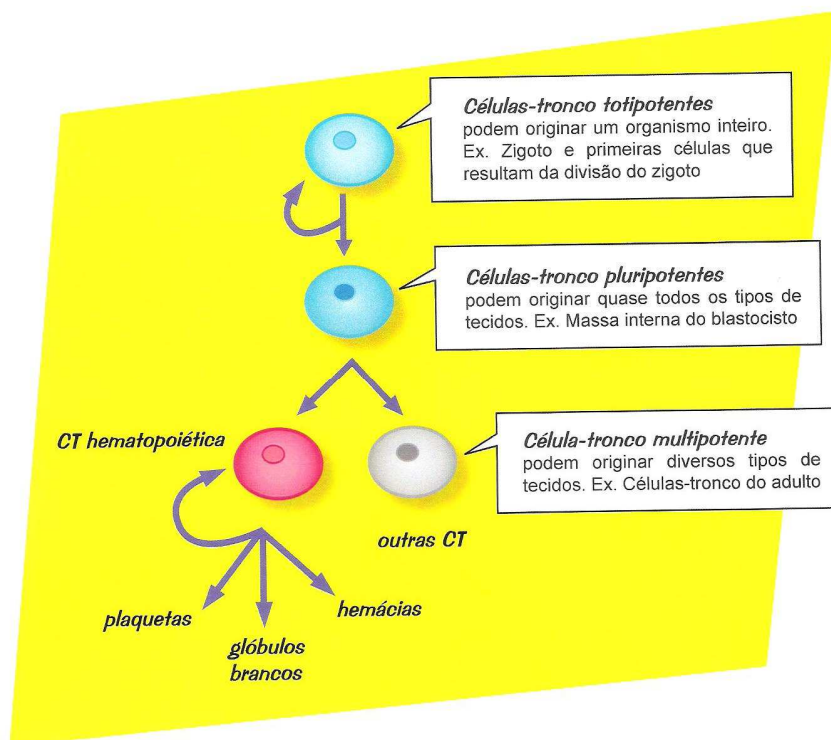 Células-tronco totipotentes
podem originar um organismo inteiro.
Ex. Zigoto e primeiras células que
resultam da divisão do zigoto
Células-tronco pluripotentes
podem originar quase todos os tipos de
tecidos. Ex. Massa interna do blastocisto
CT hematopoiética
Célula-tronco multipotente
podem originar diversos tipos de
tecidos. Ex. Células-tronco do adulto
outras CT
plaquetas
glóbulos
brancos
hemácias